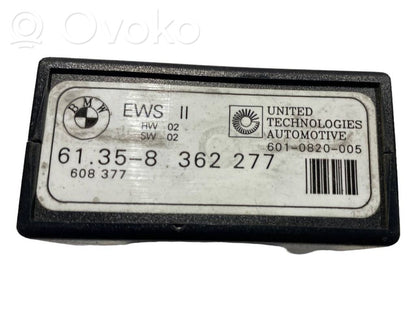 Ovoko
BMW
EWS II
HW 02
SW 02
UNITED
TECHNOLOGIES
AUTOMOTIVE
601-0820-005
61.35-8 362 277
608 377